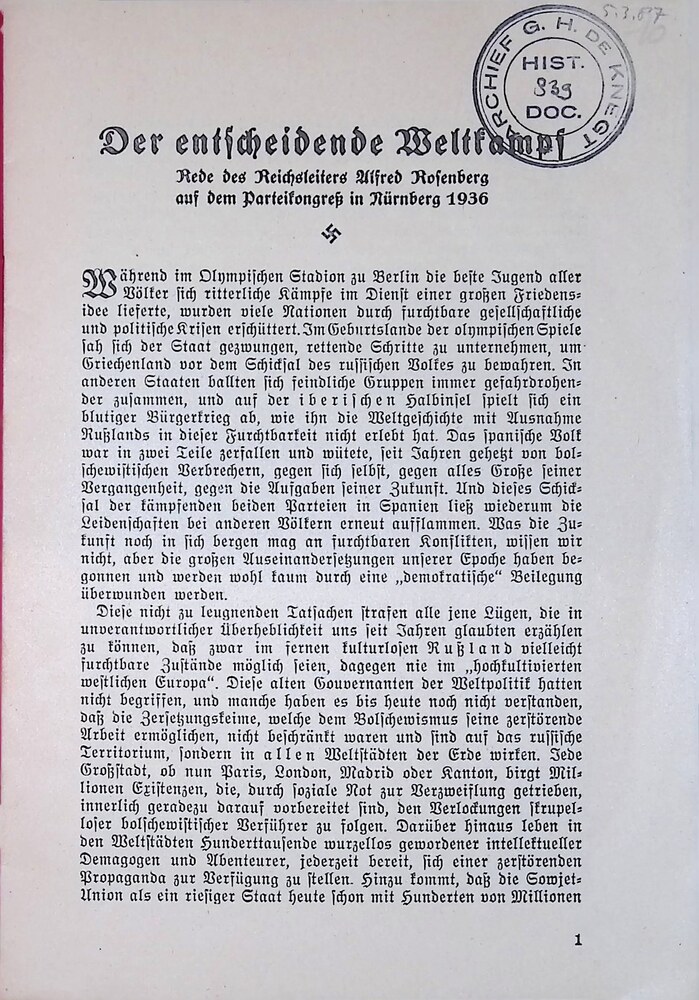 5.3.837
ARCHIEF G. H. DE KNEGT
HIST.
839
DOC.
Der entscheidende Weltkampf
Rede des Reichsleiters Alfred Rosenberg
auf dem Parteikongreß in Nürnberg 1936
Während im Olympischen Stadion zu Berlin die beste Jugend aller
Völker sich ritterliche Kämpfe im Dienst einer großen Friedens-
idee lieferte, wurden viele Nationen durch furchtbare gesellschaftliche
und politische Krisen erschüttert. Im Geburtslande der olympischen Spiele
sah sich der Staat gezwungen, rettende Schritte zu unternehmen, um
Griechenland vor dem Schicksal des russischen Volkes zu bewahren. In
anderen Staaten ballten sich feindliche Gruppen immer gefahrdrohen-
der zusammen, und auf der iberischen Halbinsel spielt sich ein
blutiger Bürgerkrieg ab, wie ihn die Weltgeschichte mit Ausnahme
Rußlands in dieser Furchtbarkeit nicht erlebt hat. Das spanische Volk
war in zwei Teile zerfallen und wütete, seit Jahren gehetzt von bol-
schewistischen Verbrechern, gegen sich selbst, gegen alles Große seiner
Vergangenheit, gegen die Aufgaben seiner Zukunft. Und dieses Schick-
sal der kämpfenden beiden Parteien in Spanien ließ wiederum die
Leidenschaften bei anderen Völkern erneut aufflammen. Was die Zu-
kunft noch in sich bergen mag an furchtbaren Konflikten, wissen wir
nicht, aber die großen Auseinandersetzungen unserer Epoche haben be-
gonnen und werden wohl kaum durch eine „demokratische“ Beilegung
überwunden werden.
Diese nicht zu leugnenden Tatsachen strafen alle jene Lügen, die in
unverantwortlicher Überheblichkeit uns seit Jahren glaubten erzählen
zu können, daß zwar im fernen kulturlosen Rußland vielleicht
furchtbare Zustände möglich seien, dagegen nie im „hochkultivierten
westlichen Europa“. Diese alten Gouvernanten der Weltpolitik hatten
nicht begriffen, und manche haben es bis heute noch nicht verstanden,
daß die Zersetzungskeime, welche dem Bolschewismus seine zerstörende
Arbeit ermöglichen, nicht beschränkt waren und sind auf das russische
Territorium, sondern in allen Weltstädten der Erde wirken. Jede
Großstadt, ob nun Paris, London, Madrid oder Kanton, birgt Mil-
lionen Existenzen, die, durch soziale Not zur Verzweiflung getrieben,
innerlich geradezu darauf vorbereitet sind, den Verlockungen skrupel-
loser bolschewistischer Verführer zu folgen. Darüber hinaus leben in
den Weltstädten Hunderttausende wurzellos gewordener intellektueller
Demagogen und Abenteurer, jederzeit bereit, sich einer zerstörenden
Propaganda zur Verfügung zu stellen. Hinzu kommt, daß die Sowjet-
Union als ein riesiger Staat heute schon mit Hunderten von Millionen
1